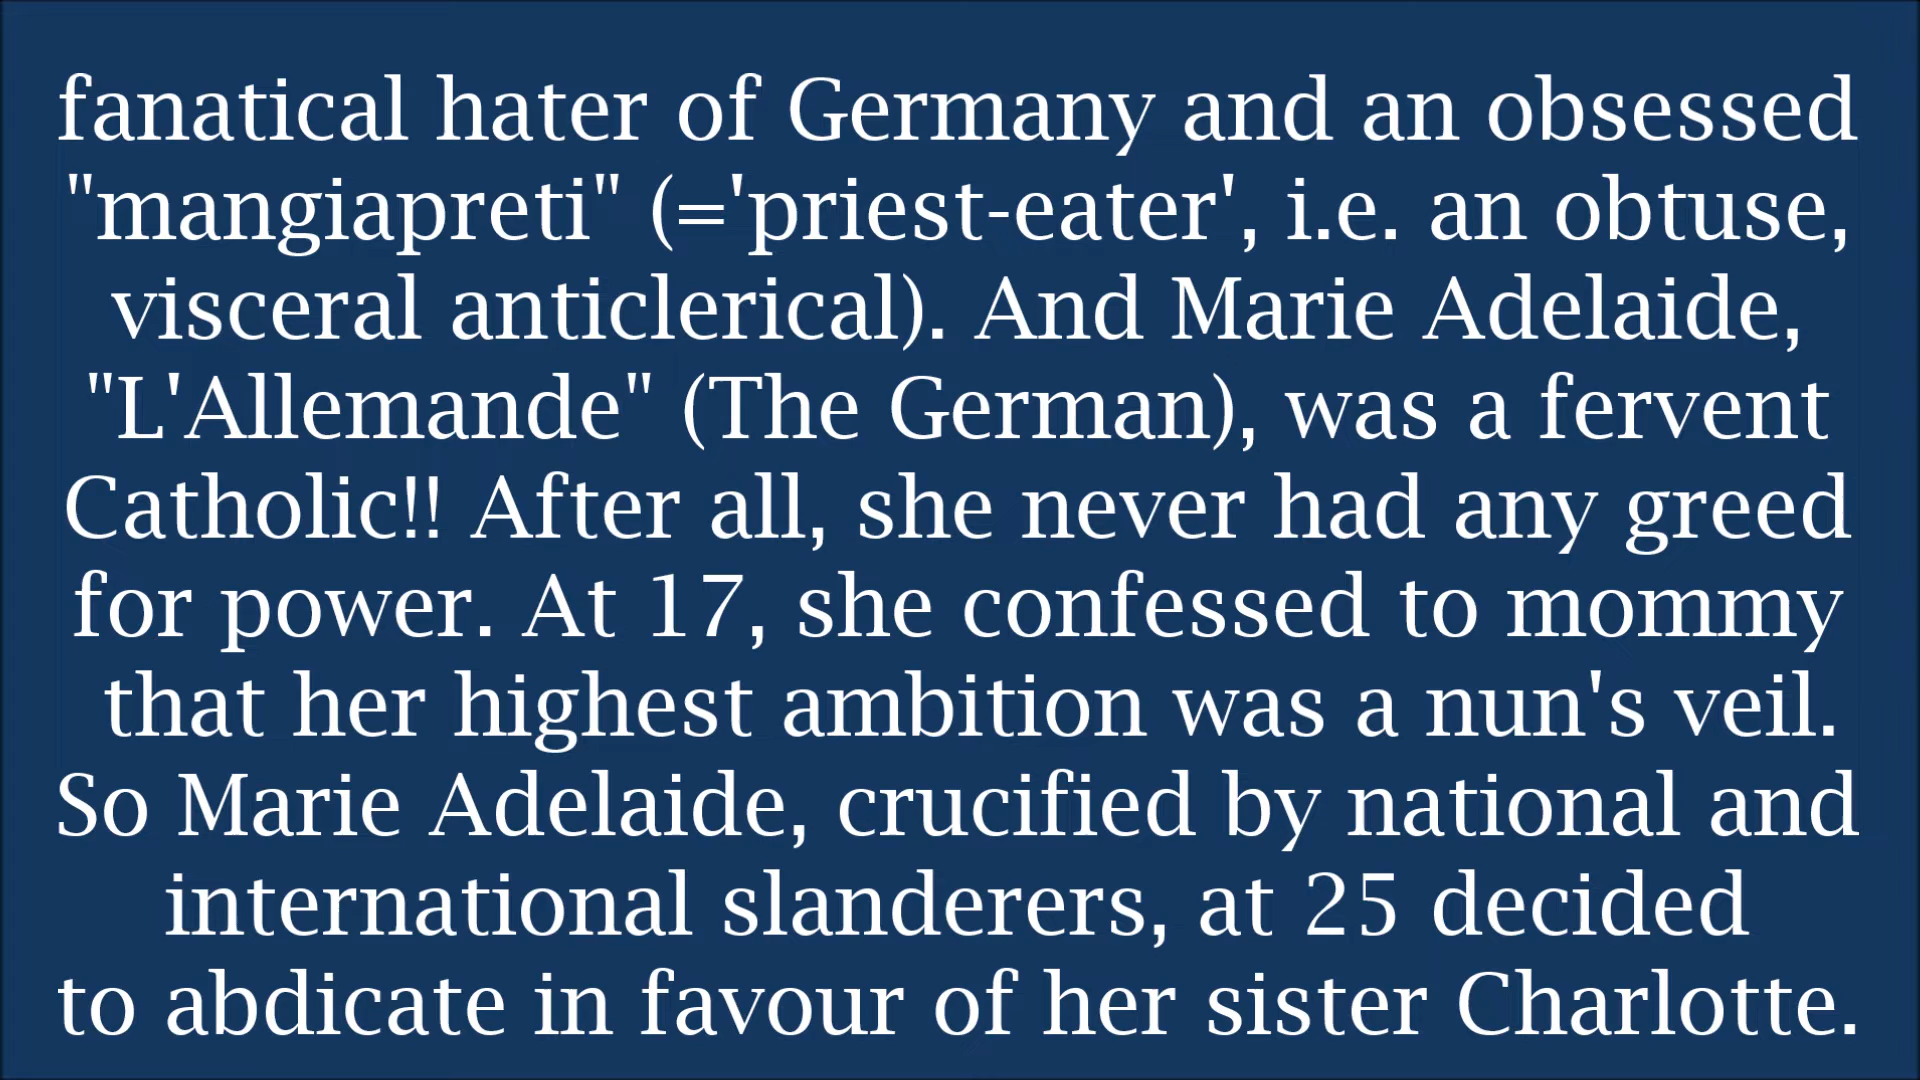 fanatical hater of Germany and an obsessed
"mangiapreti" (='priest-eater', i.e. an obtuse,
visceral anticlerical). And Marie Adelaide,
"L'Allemande" (The German), was a fervent
Catholic!! After all, she never had any greed
for power. At 17, she confessed to mommy
that her highest ambition was a nun's veil.
So Marie Adelaide, crucified by national and
international slanderers, at 25 decided
to abdicate in favour of her sister Charlotte.